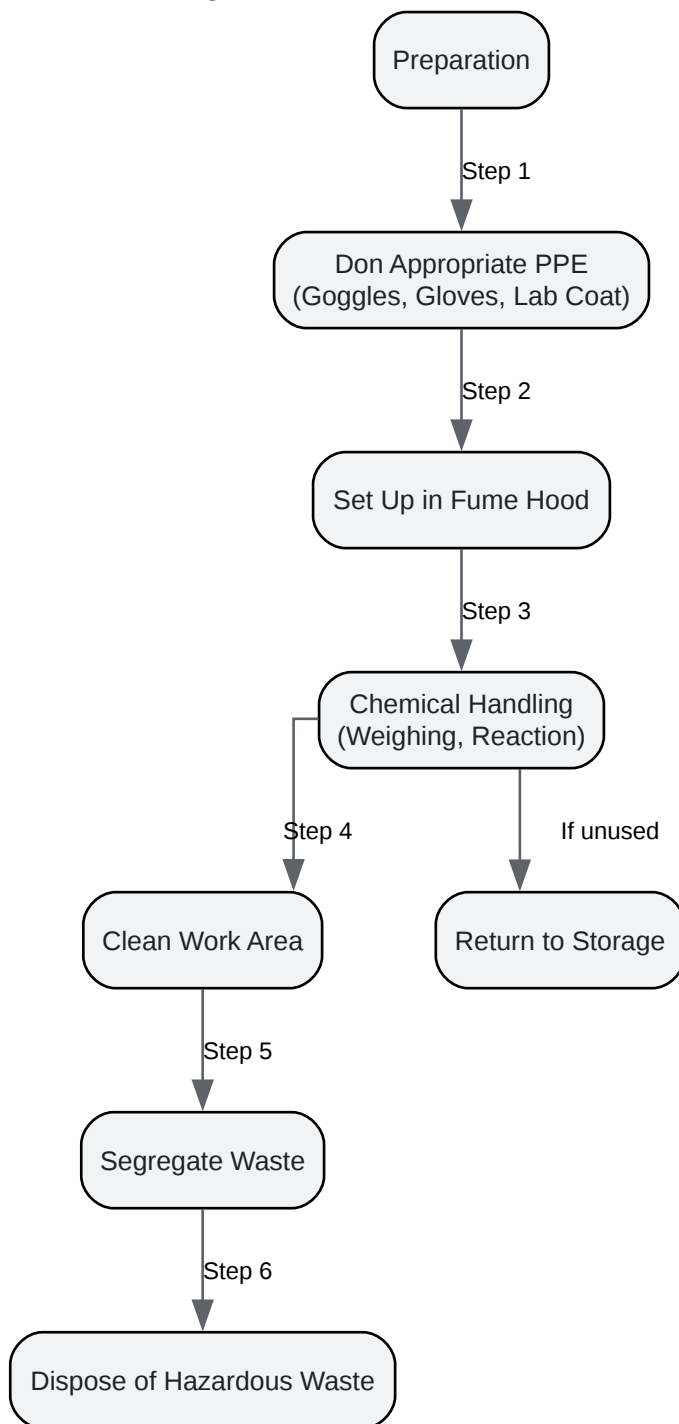 Preparation
Step 1
Don Appropriate PPE
(Goggles, Gloves, Lab Coat)
Step 2
Set Up in Fume Hood
Step 3
Chemical Handling
(Weighing, Reaction)
Step 4
If unused
Clean Work Area
Return to Storage
Step 5
Segregate Waste
Step 6
Dispose of Hazardous Waste